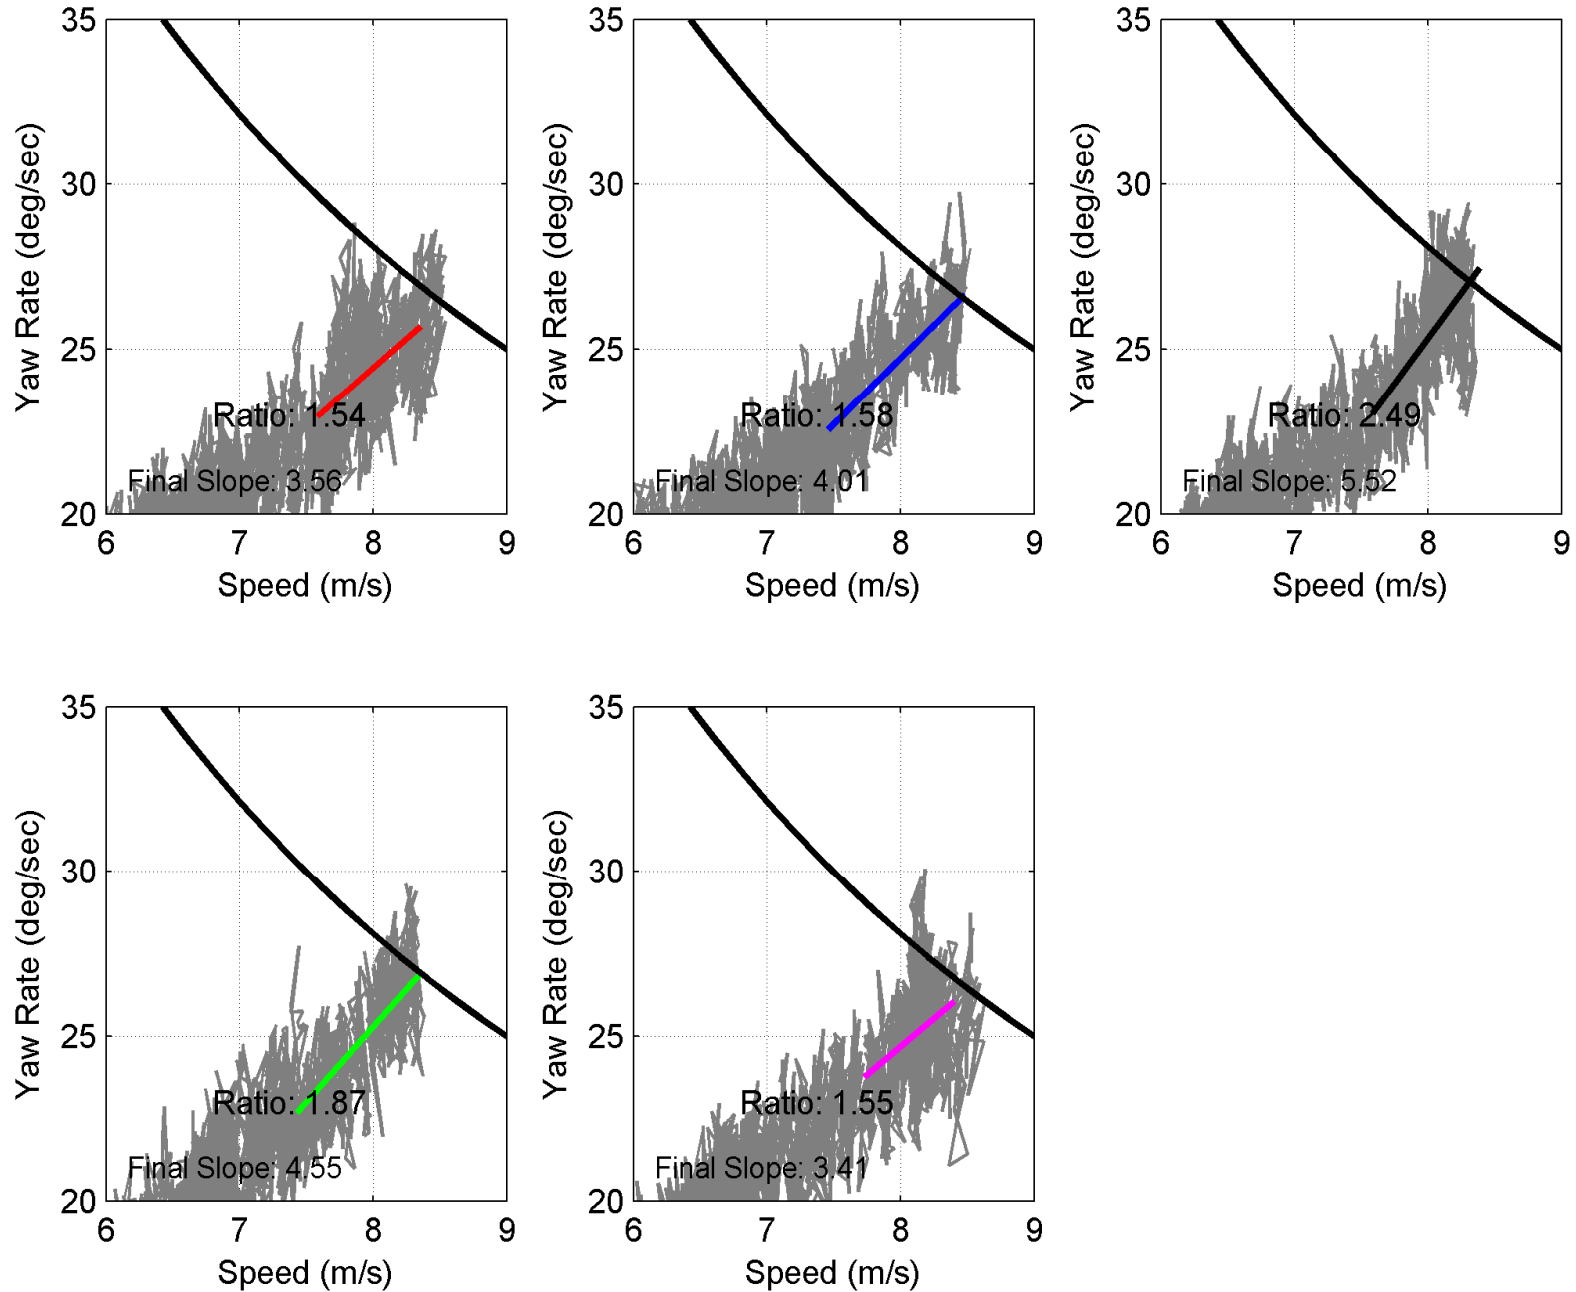 35
30
25
20
Yaw Rate (deg/sec)
Ratio: 1.54
Final Slope: 3.56
6 7 8 9
Speed (m/s)
35
30
25
20
Yaw Rate (deg/sec)
Ratio: 1.58
Final Slope: 4.01
6 7 8 9
Speed (m/s)
35
30
25
20
Yaw Rate (deg/sec)
Ratio: 2.49
Final Slope: 5.52
6 7 8 9
Speed (m/s)
35
30
25
20
Yaw Rate (deg/sec)
Ratio: 1.87
Final Slope: 4.55
6 7 8 9
Speed (m/s)
35
30
25
20
Yaw Rate (deg/sec)
Ratio: 1.55
Final Slope: 3.41
6 7 8 9
Speed (m/s)